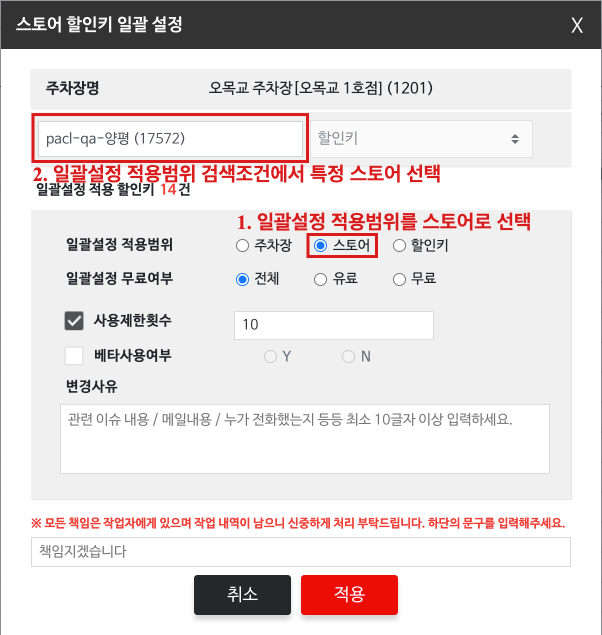 스토어 할인키 일괄 설정 X
주차장명 오목교 주차장[오목교 1호점] (1201)
pacl-qa-양평 (17572) 할인키
2. 일괄설정 적용범위 검색조건에서 특정 스토어 선택
일괄설정 적용 할인키 14건
1. 일괄설정 적용범위를 스토어로 선택
일괄설정 적용범위 주차장 스토어 할인키
일괄설정 무료여부 전체 유료 무료
사용제한횟수 10
베타사용여부 Y N
변경사유
관련 이슈 내용 / 메일내용 / 누가 전화했는지 등등 최소 10글자 이상 입력하세요.
※ 모든 책임은 작업자에게 있으며 작업 내역이 남으니 신중하게 처리 부탁드립니다. 하단의 문구를 입력해주세요.
책임지겠습니다
취소 적용